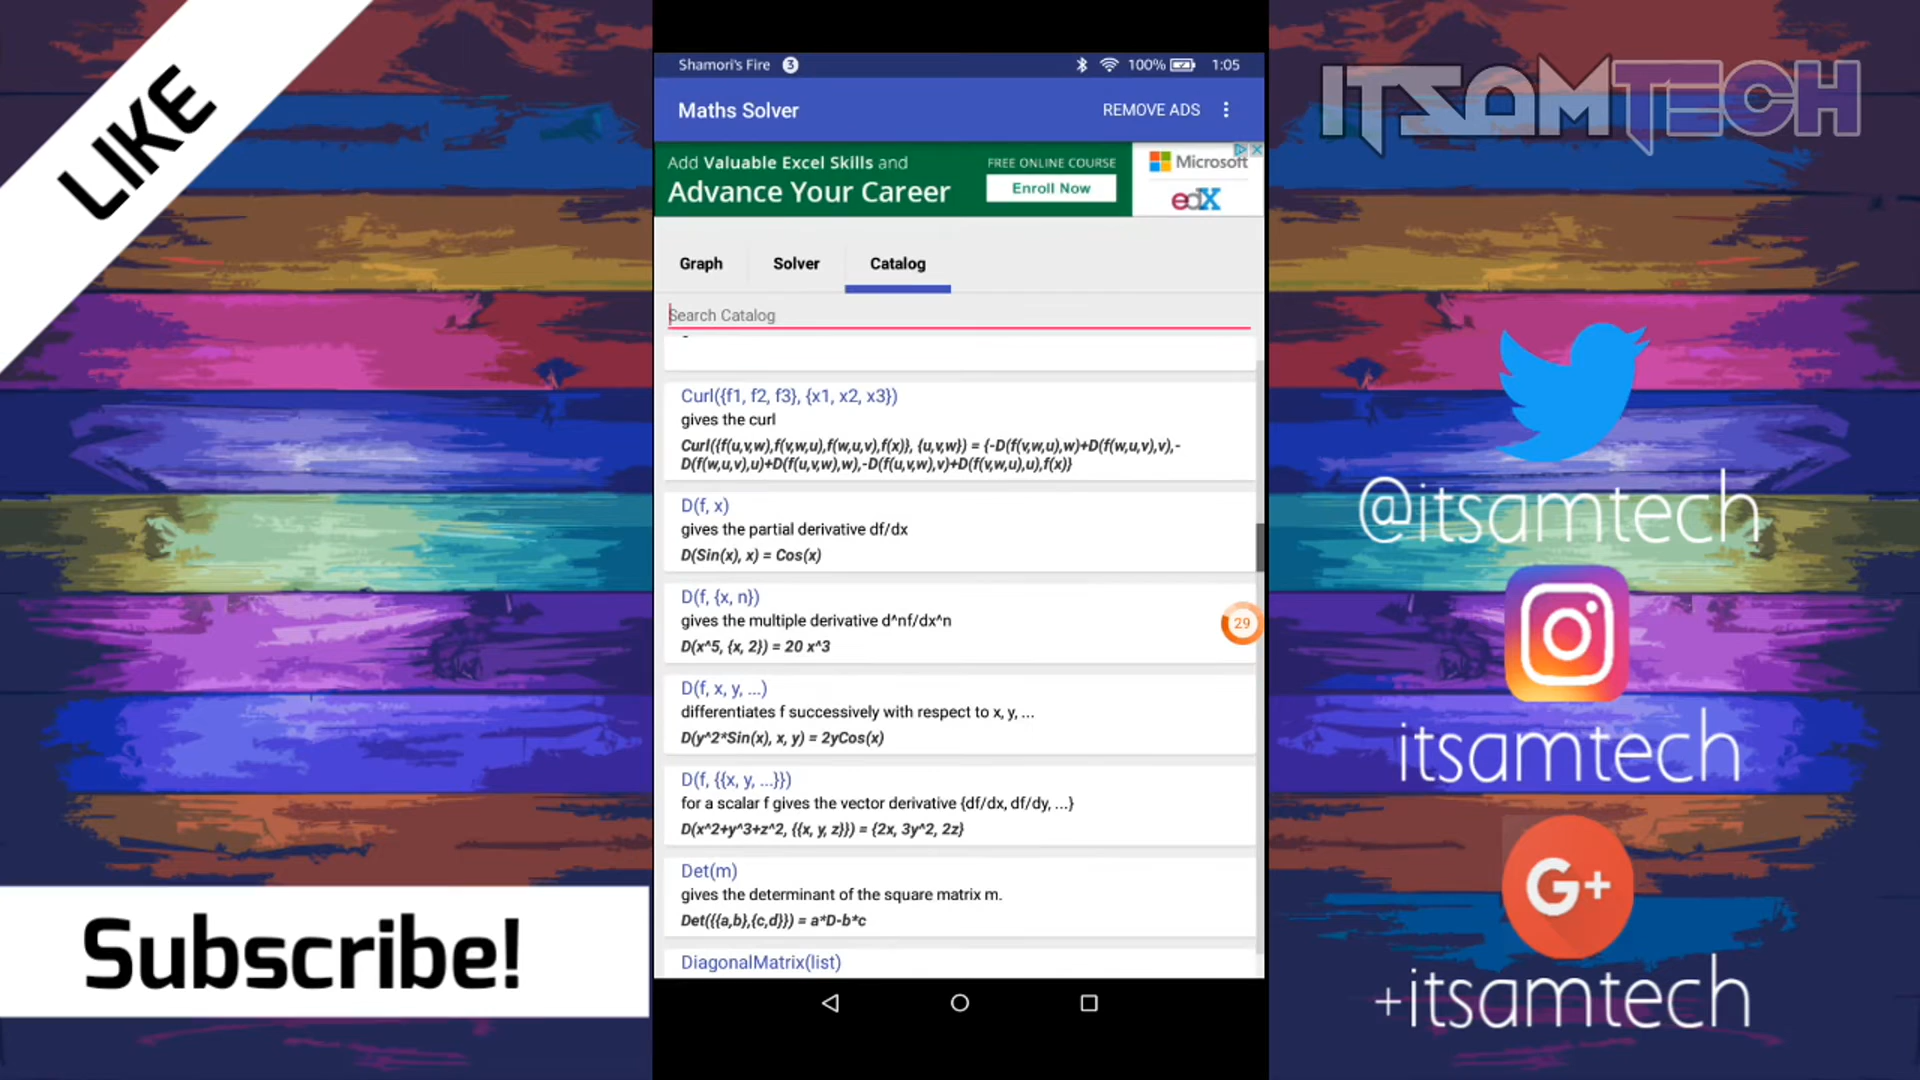 LIKE
Shamori's Fire 3 100% 1:05
Maths Solver REMOVE ADS
Add Valuable Excel Skills and
Advance Your Career
FREE ONLINE COURSE
Enroll Now
Microsoft
edX
Graph Solver Catalog
Search Catalog
Curl({f1, f2, f3}, {x1, x2, x3})
gives the curl
Curl({f(u,v,w),f(v,w,u),f(w,u,v),f(x)}, {u,v,w}) = {-D(f(v,w,u),w)+D(f(w,u,v),v),-
D(f(w,u,v),u)+D(f(u,v,w),w),-D(f(u,v,w),v)+D(f(v,w,u),u),f(x)}
D(f, x)
gives the partial derivative df/dx
D(Sin(x), x) = Cos(x)
D(f, {x, n})
gives the multiple derivative d^nf/dx^n
D(x^5, {x, 2}) = 20 x^3
29
D(f, x, y, ...)
differentiates f successively with respect to x, y, ...
D(y^2*Sin(x), x, y) = 2yCos(x)
D(f, {{x, y, ...}})
for a scalar f gives the vector derivative {df/dx, df/dy, ...}
D(x^2+y^3+z^2, {{x, y, z}}) = {2x, 3y^2, 2z}
Det(m)
gives the determinant of the square matrix m.
Det({{a,b},{c,d}}) = a*D-b*c
DiagonalMatrix(list)
Subscribe!
ITSAMTECH
@itsamtech
itsamtech
G+
+itsamtech